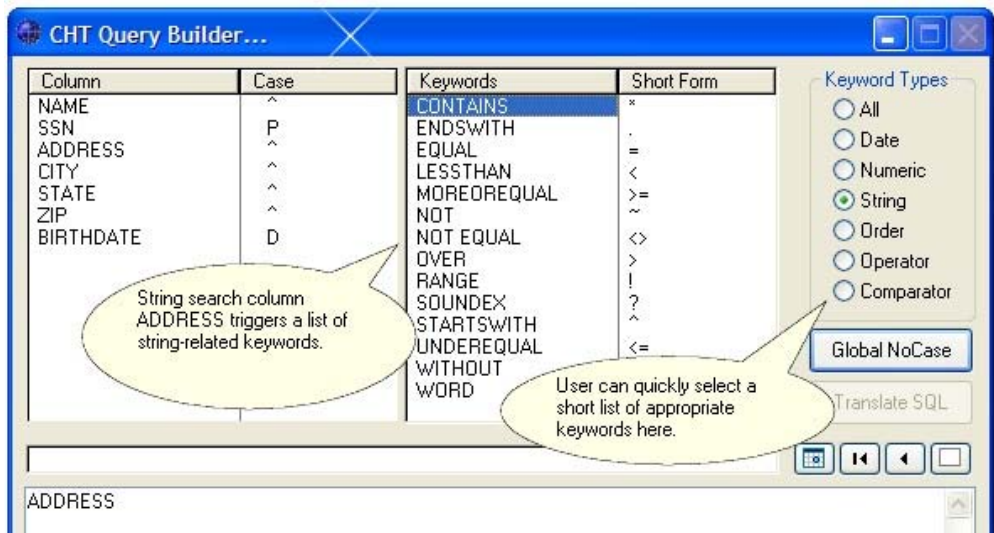 CHT Query Builder...
Column Case
NAME ^
SSN P
ADDRESS ^
CITY ^
STATE ^
ZIP ^
BIRTHDATE D
Keywords Short Form
CONTAINS *
ENDSWITH .
EQUAL =
LESSTHAN <
MOREOREQUAL >=
NOT ~
NOT EQUAL <>
OVER >
RANGE !
SOUNDEX ?
STARTSWITH ^
UNDEREQUAL <=
WITHOUT
WORD
Keyword Types
All
Date
Numeric
String
Order
Operator
Comparator
Global NoCase
Translate SQL
String search column
ADDRESS triggers a list of
string-related keywords.
User can quickly select a
short list of appropriate
keywords here.
ADDRESS